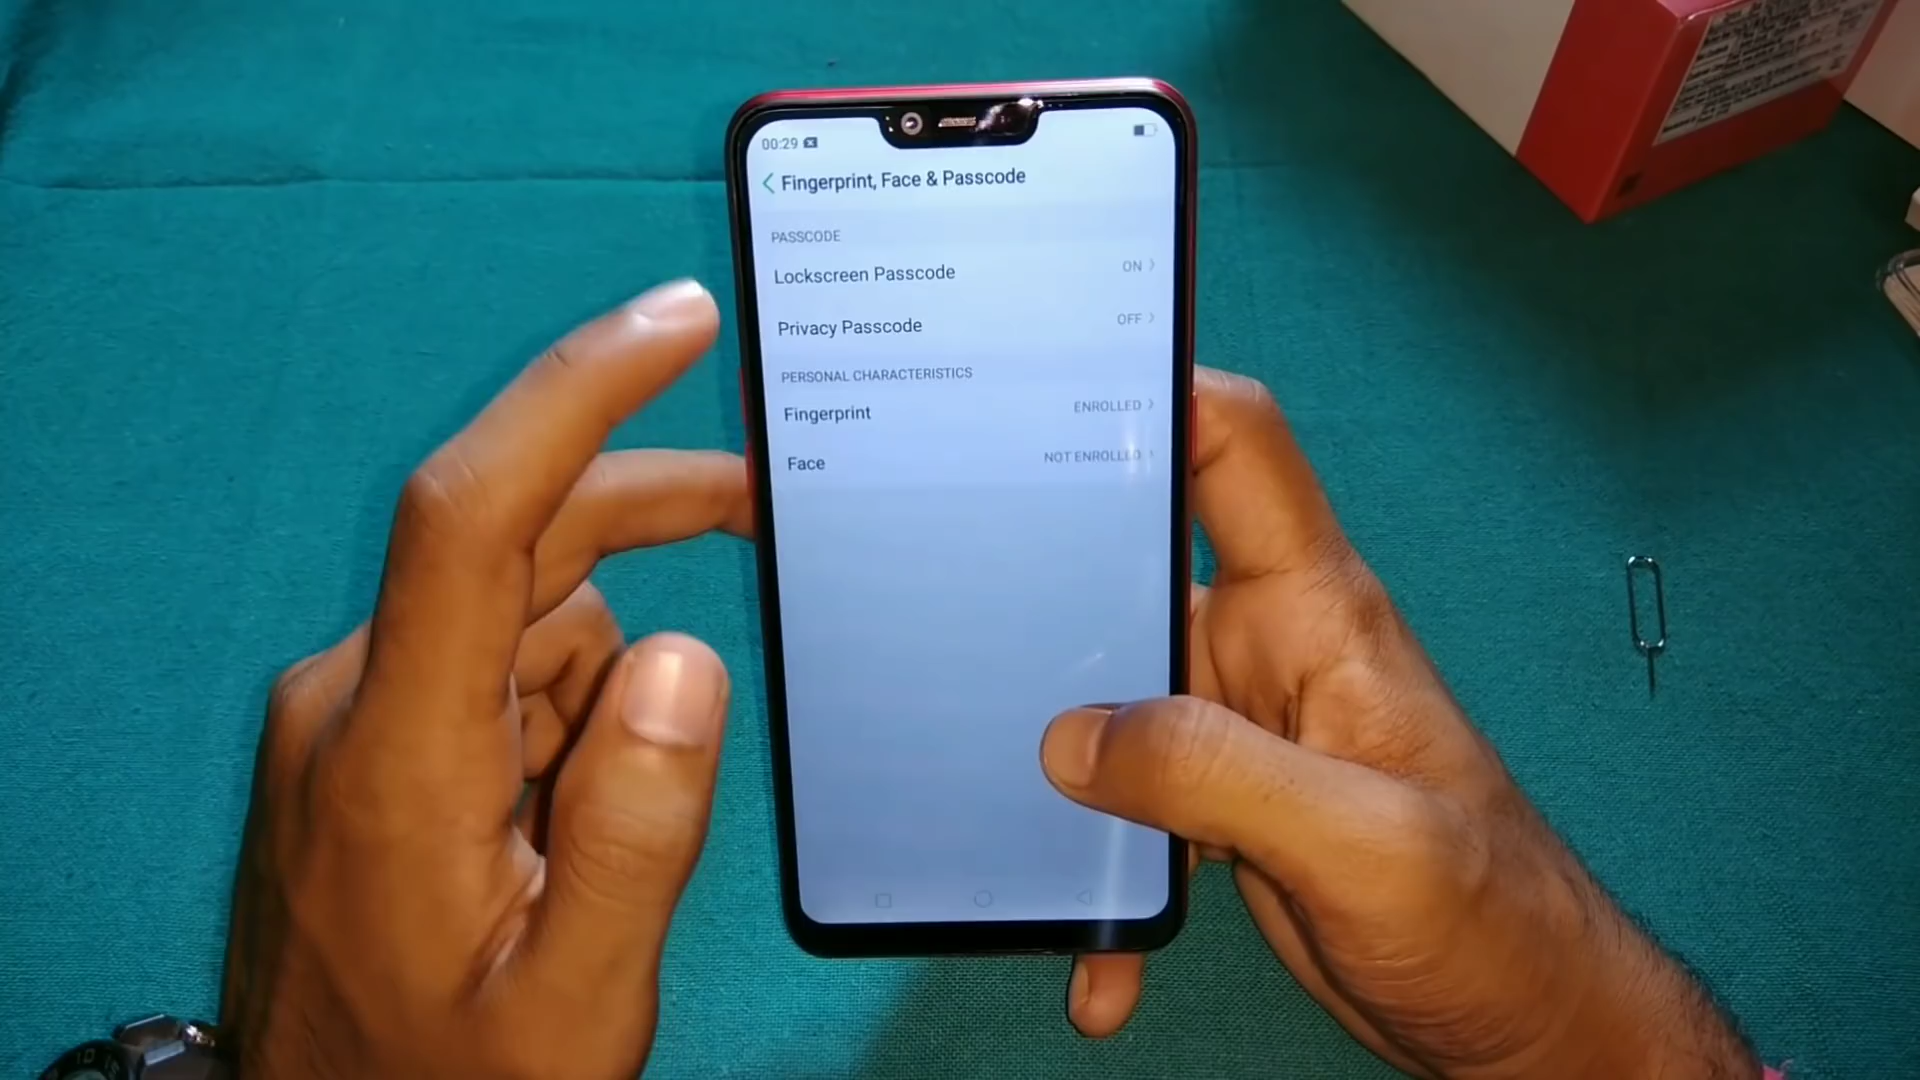 00:29
Fingerprint, Face & Passcode
PASSCODE
Lockscreen Passcode ON
Privacy Passcode OFF
PERSONAL CHARACTERISTICS
Fingerprint ENROLLED
Face NOT ENROLLED
10